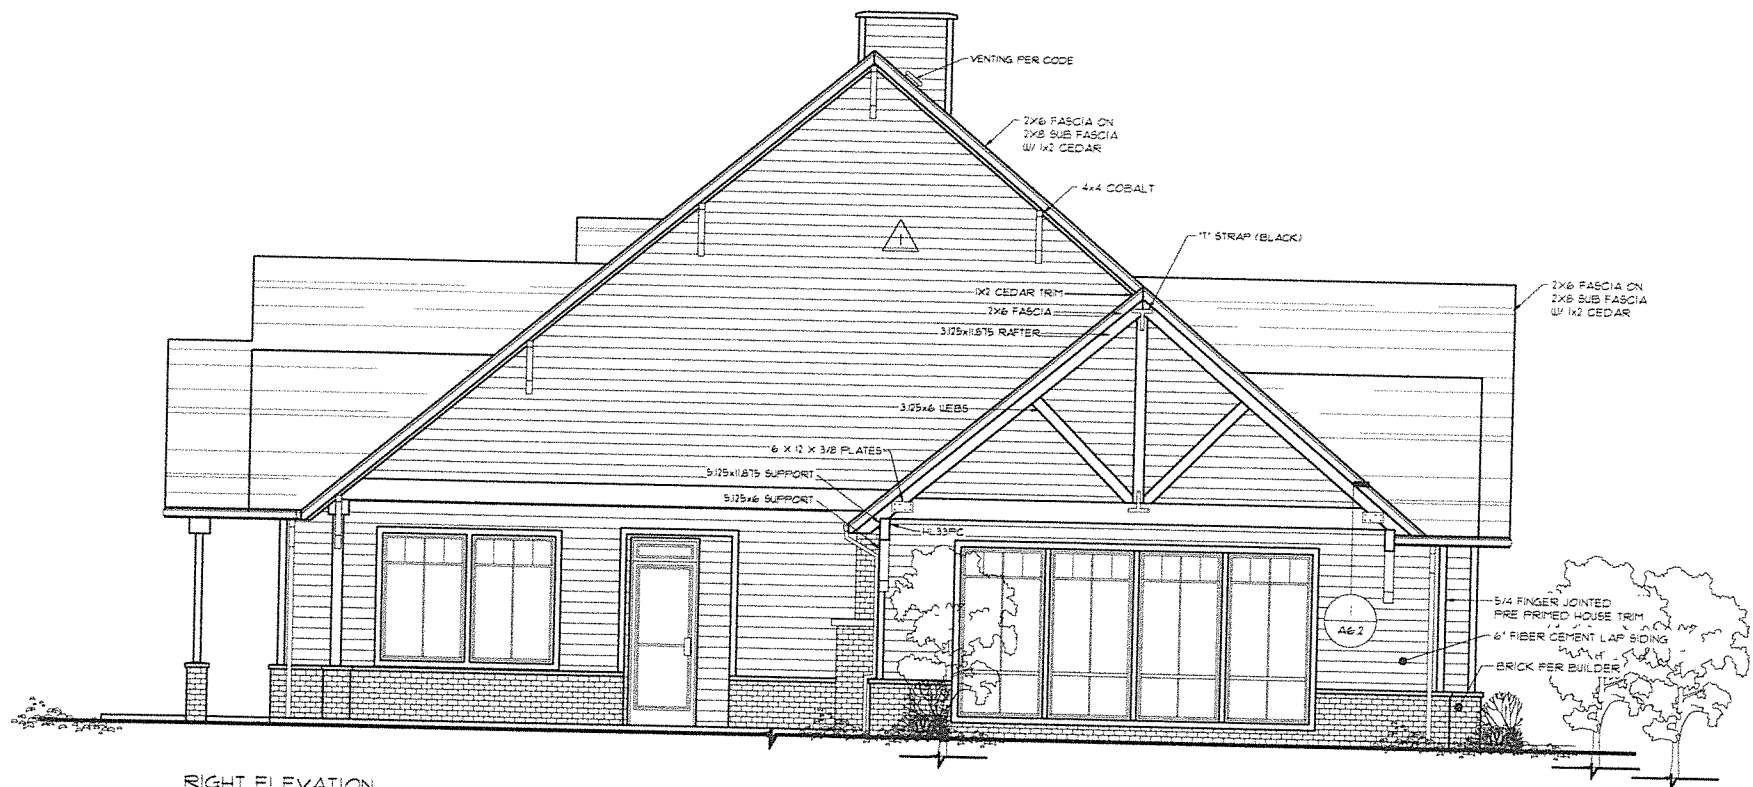 VENTING PER CODE
2X6 FASCIA ON
2X8 SUB FASCIA
W/ 1x2 CEDAR
4x4 COBALT
1
"T" STRAP (BLACK)
2X6 FASCIA ON
2X8 SUB FASCIA
W/ 1x2 CEDAR
1X2 CEDAR TRIM
2X6 FASCIA
3.125x11.875 RAFTER
3.125x6 WEBS
6 X 12 X 3/8 PLATES
5.125x11.875 SUPPORT
5.125x6 SUPPORT
HL33PC
1
A6.2
5/4 FINGER JOINTED
PRE PRIMED HOUSE TRIM
6" FIBER CEMENT LAP SIDING
BRICK PER BUILDER
RIGHT ELEVATION